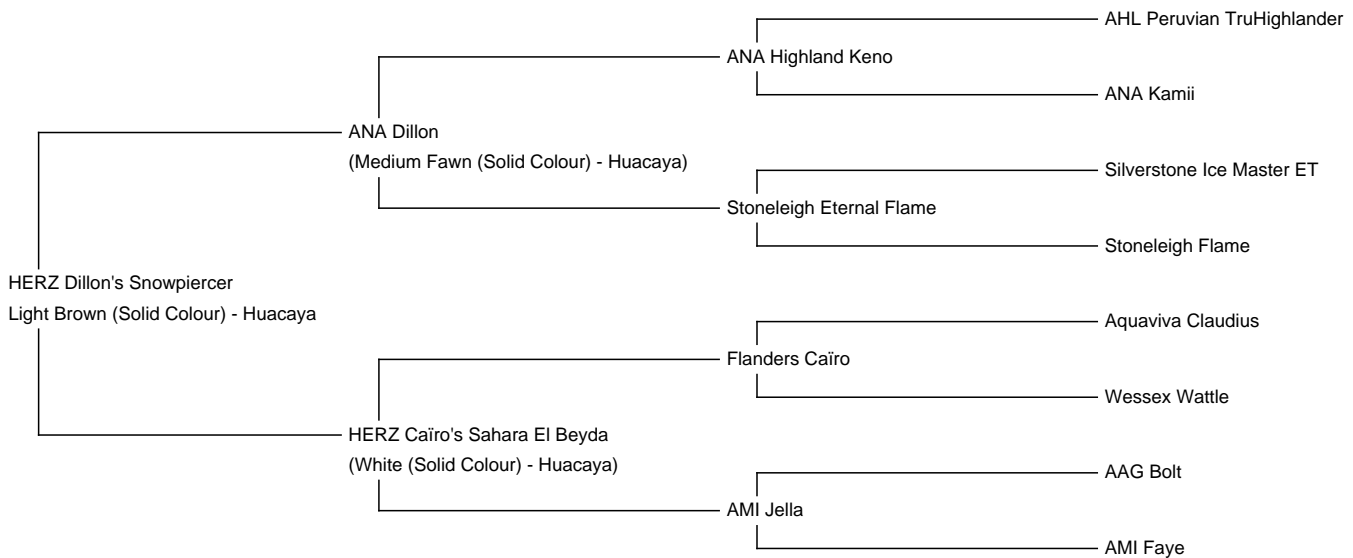 HERZ Dillon's Snowpiercer
Light Brown (Solid Colour) - Huacaya
ANA Dillon
(Medium Fawn (Solid Colour) - Huacaya)
HERZ Caïro's Sahara El Beyda
(White (Solid Colour) - Huacaya)
ANA Highland Keno
Stoneleigh Eternal Flame
Flanders Caïro
AMI Jella
AHL Peruvian TruHighlander
ANA Kamii
Silverstone Ice Master ET
Stoneleigh Flame
Aquaviva Claudius
Wessex Wattle
AAG Bolt
AMI Faye